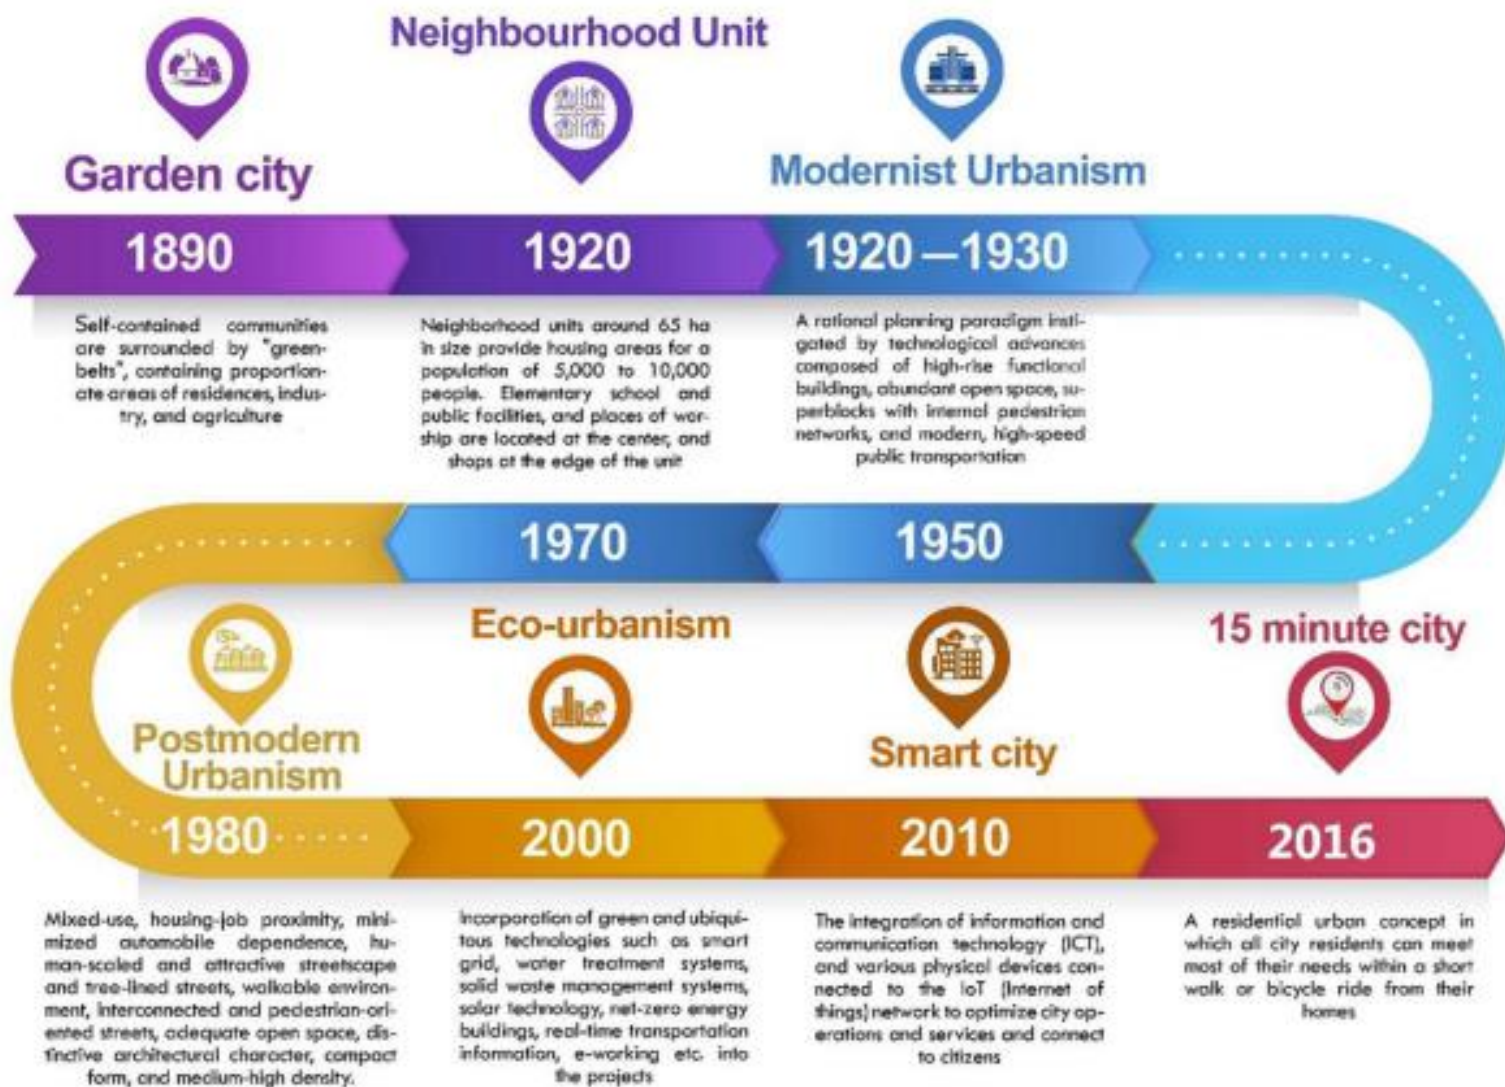 Garden city
1890
Self-contained communities
are surrounded by "green-
belts", containing proportion-
ate areas of residences, indus-
try, and agriculture
Neighbourhood Unit
1920
Neighborhood units around 65 ha
in size provide housing areas for a
population of 5,000 to 10,000
people. Elementary school and
public facilities, and places of wor-
ship are located at the center, and
shops at the edge of the unit
Modernist Urbanism
1920—1930
A rational planning paradigm insti-
gated by technological advances
composed of high-rise functional
buildings, abundant open space, su-
perblocks with internal pedestrian
networks, and modern, high-speed
public transportation
1950
1970
Postmodern
Urbanism
1980
Mixed-use, housing-job proximity, mini-
mized automobile dependence, hu-
man-scaled and attractive streetscape
and tree-lined streets, walkable environ-
ment, interconnected and pedestrian-ori-
ented streets, adequate open space, dis-
tinctive architectural character, compact
form, and medium-high density.
Eco-urbanism
2000
Incorporation of green and ubiqui-
tous technologies such as smart
grid, water treatment systems,
solid waste management systems,
solar technology, net-zero energy
buildings, real-time transportation
information, e-working etc. into
the projects
Smart city
2010
The integration of information and
communication technology (ICT),
and various physical devices con-
nected to the IoT (Internet of
things) network to optimize city op-
erations and services and connect
to citizens
15 minute city
2016
A residential urban concept in
which all city residents can meet
most of their needs within a short
walk or bicycle ride from their
homes